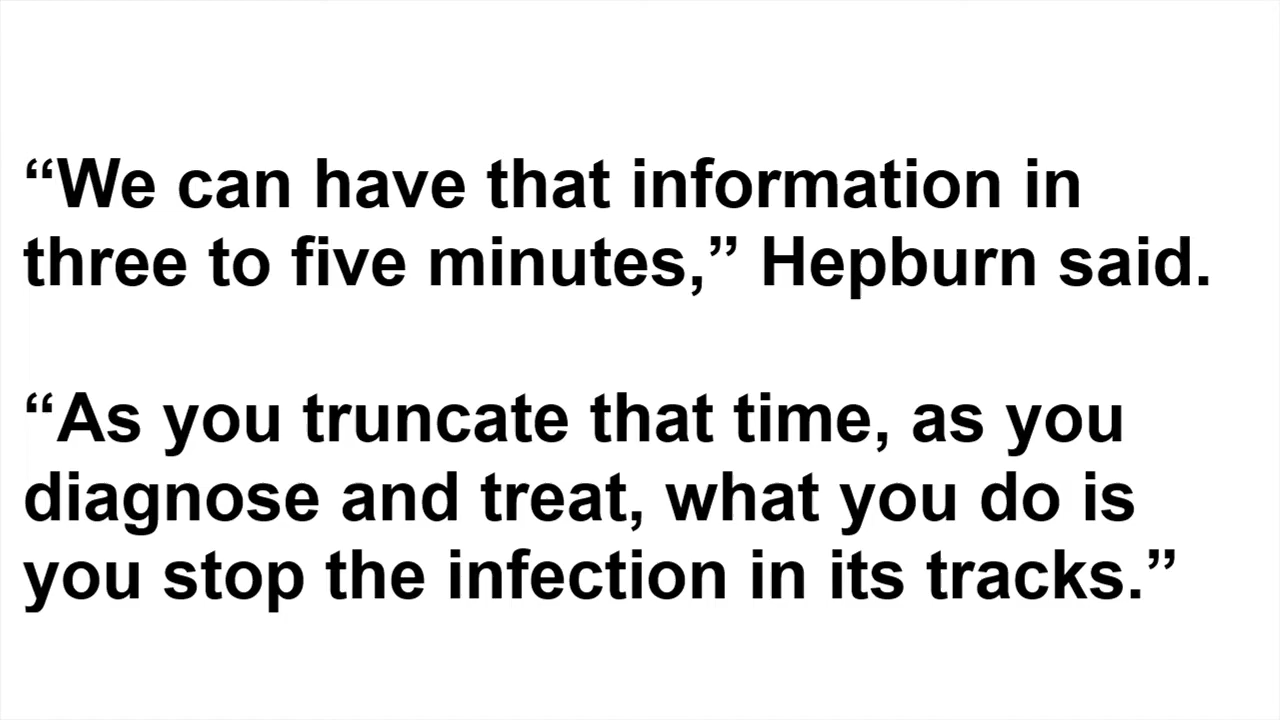 “We can have that information in
three to five minutes,” Hepburn said.
“As you truncate that time, as you
diagnose and treat, what you do is
you stop the infection in its tracks.”